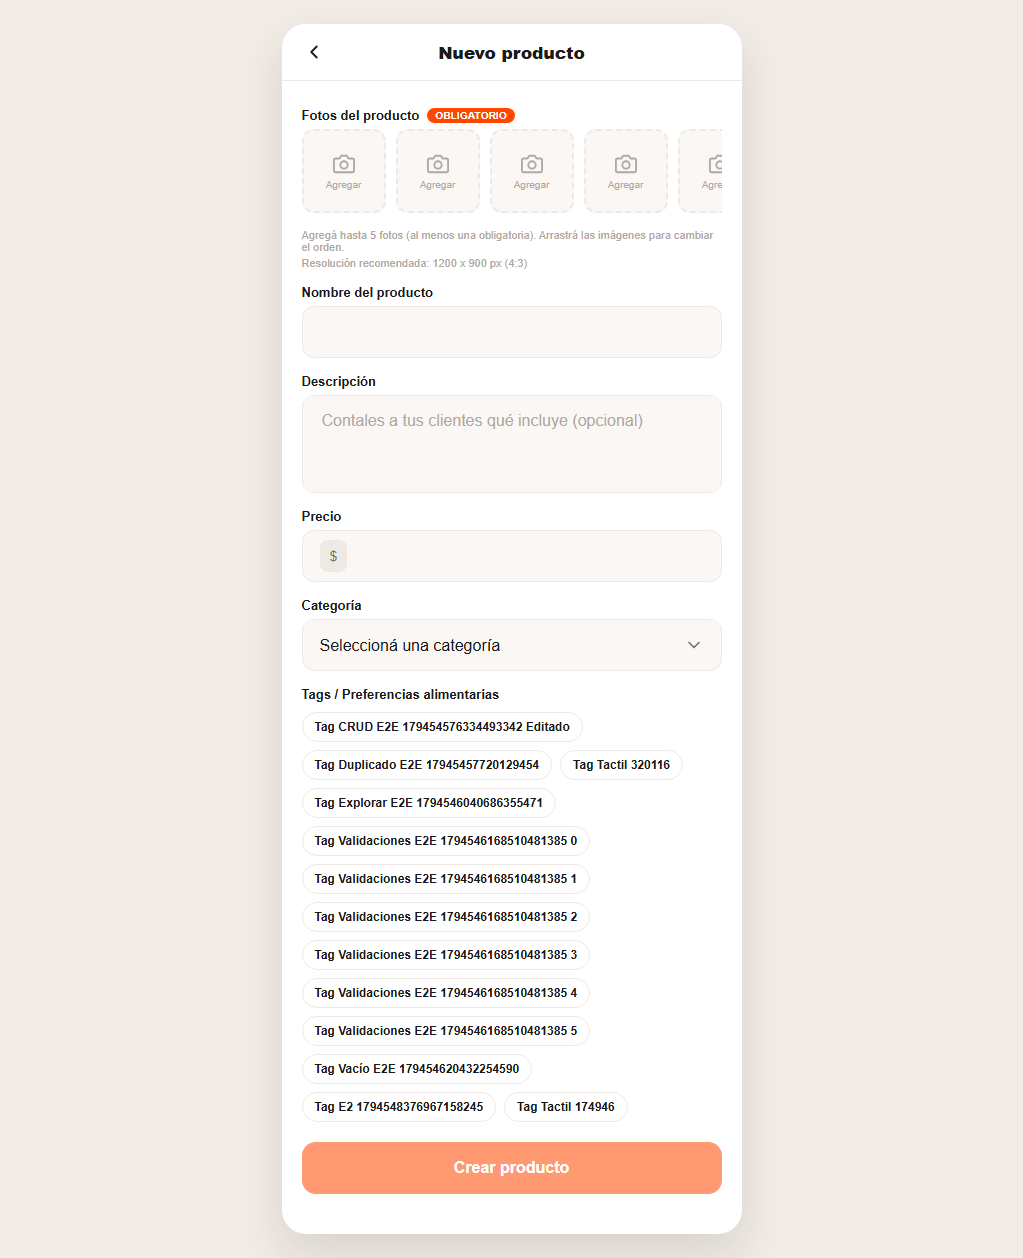 Nuevo producto
Fotos del producto OBLIGATORIO
Agregar Agregar Agregar Agregar Agre
Agregá hasta 5 fotos (al menos una obligatoria). Arrastrá las imágenes para cambiar
el orden.
Resolución recomendada: 1200 x 900 px (4:3)
Nombre del producto
Descripción
Contales a tus clientes qué incluye (opcional)
Precio
$
Categoría
Seleccioná una categoría
Tags / Preferencias alimentarias
Tag CRUD E2E 179454576334493342 Editado
Tag Duplicado E2E 17945457720129454 Tag Tactil 320116
Tag Explorar E2E 1794546040686355471
Tag Validaciones E2E 1794546168510481385 0
Tag Validaciones E2E 1794546168510481385 1
Tag Validaciones E2E 1794546168510481385 2
Tag Validaciones E2E 1794546168510481385 3
Tag Validaciones E2E 1794546168510481385 4
Tag Validaciones E2E 1794546168510481385 5
Tag Vacío E2E 179454620432254590
Tag E2 1794548376967158245 Tag Tactil 174946
Crear producto